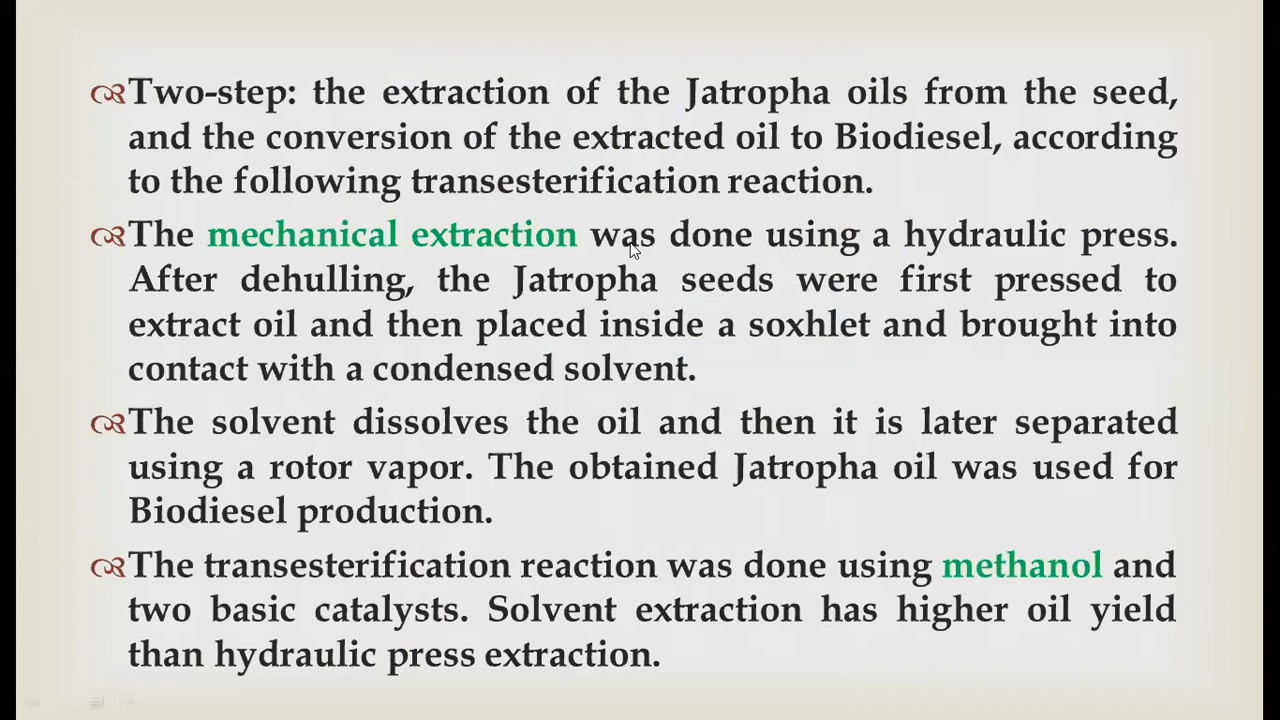 Two-step: the extraction of the Jatropha oils from the seed,
and the conversion of the extracted oil to Biodiesel, according
to the following transesterification reaction.
The mechanical extraction was done using a hydraulic press.
After dehulling, the Jatropha seeds were first pressed to
extract oil and then placed inside a soxhlet and brought into
contact with a condensed solvent.
The solvent dissolves the oil and then it is later separated
using a rotor vapor. The obtained Jatropha oil was used for
Biodiesel production.
The transesterification reaction was done using methanol and
two basic catalysts. Solvent extraction has higher oil yield
than hydraulic press extraction.